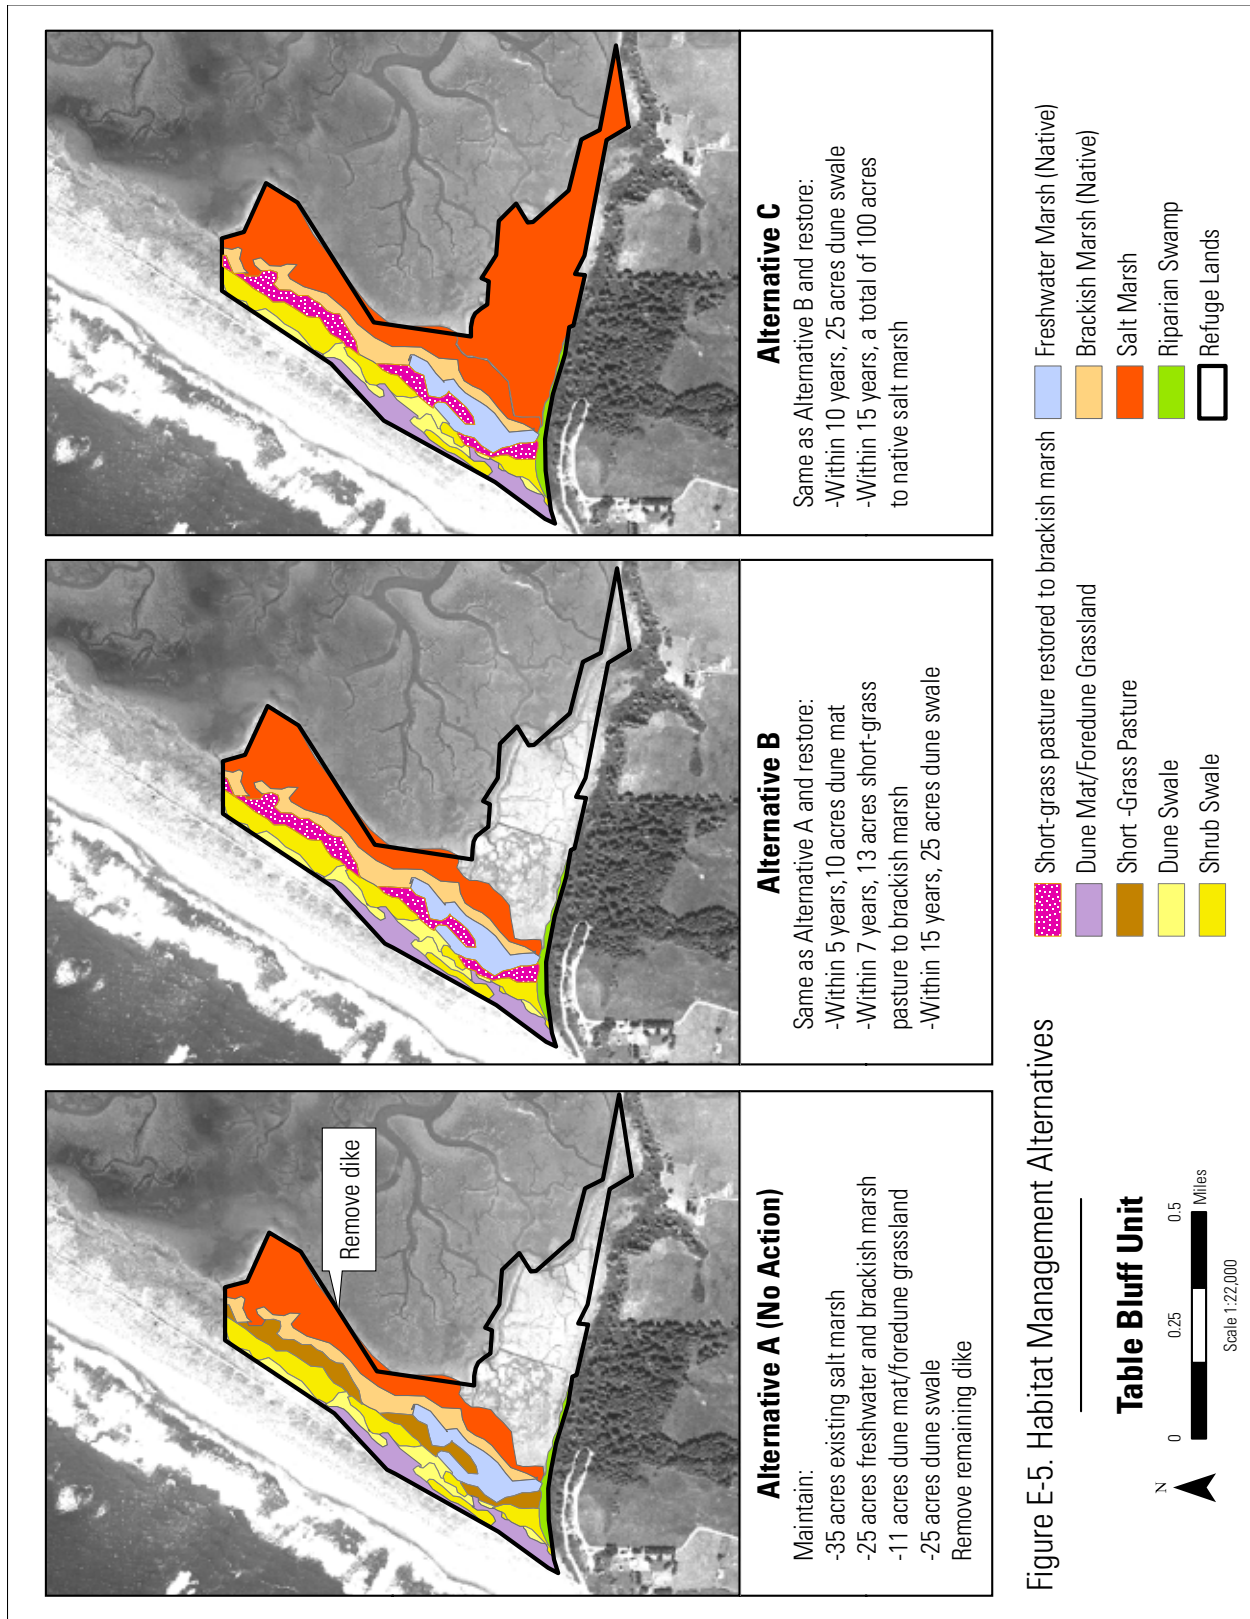 Remove dike
Alternative A (No Action)
Maintain:
-35 acres existing salt marsh
-25 acres freshwater and brackish marsh
-11 acres dune mat/foredune grassland
-25 acres dune swale
Remove remaining dike
Alternative B
Same as Alternative A and restore:
-Within 5 years,10 acres dune mat
-Within 7 years, 13 acres short-grass
pasture to brackish marsh
-Within 15 years, 25 acres dune swale
Alternative C
Same as Alternative B and restore:
-Within 10 years, 25 acres dune swale
-Within 15 years, a total of 100 acres
to native salt marsh
Figure E-5. Habitat Management Alternatives
Table Bluff Unit
N
0 0.25 0.5
Miles
Scale 1:22,000
Short-grass pasture restored to brackish marsh
Dune Mat/Foredune Grassland
Short -Grass Pasture
Dune Swale
Shrub Swale
Freshwater Marsh (Native)
Brackish Marsh (Native)
Salt Marsh
Riparian Swamp
Refuge Lands